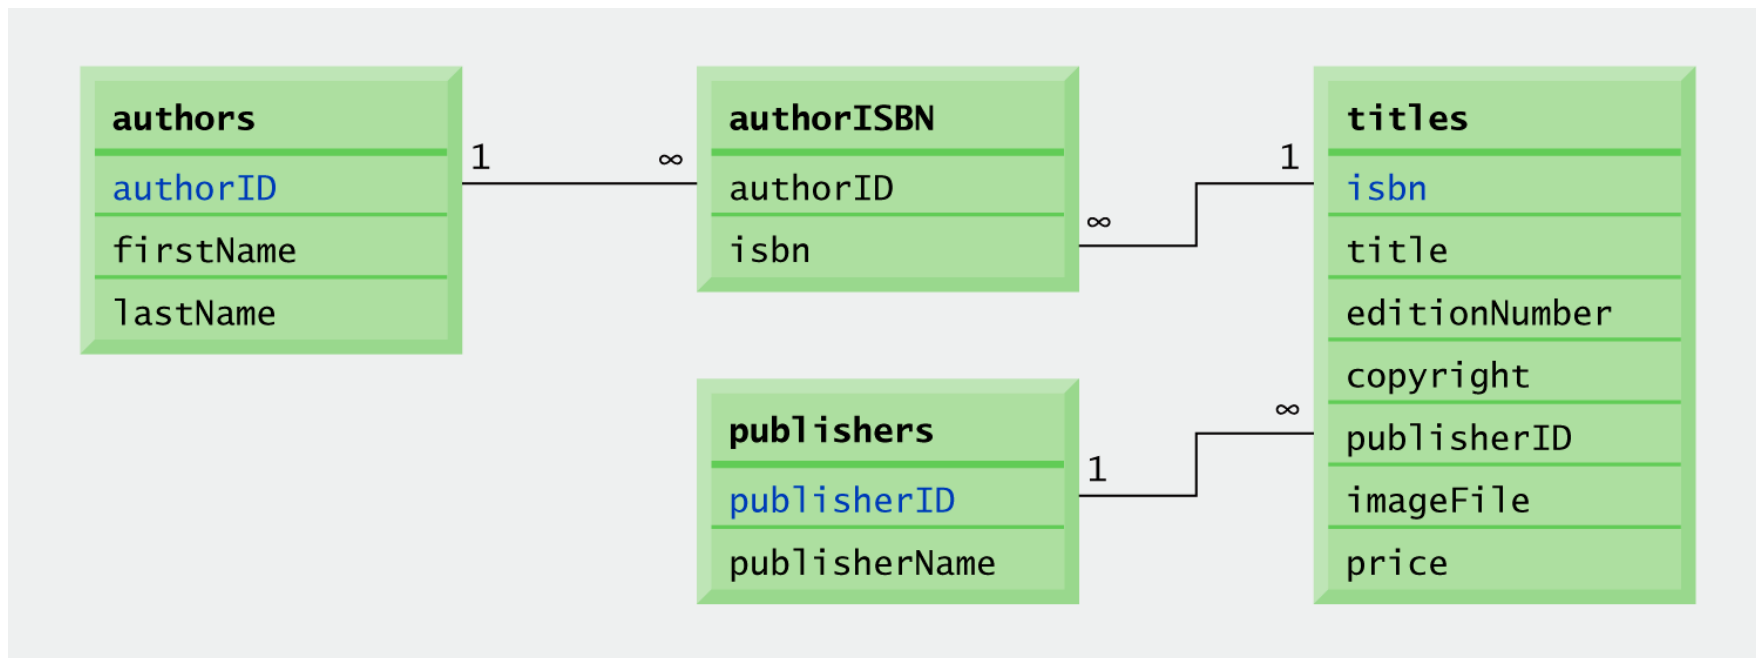 authors
authorID
firstName
lastName
1
∞
authorISBN
authorID
isbn
∞
1
titles
isbn
title
editionNumber
copyright
publisherID
imageFile
price
publishers
publisherID
publisherName
1
∞